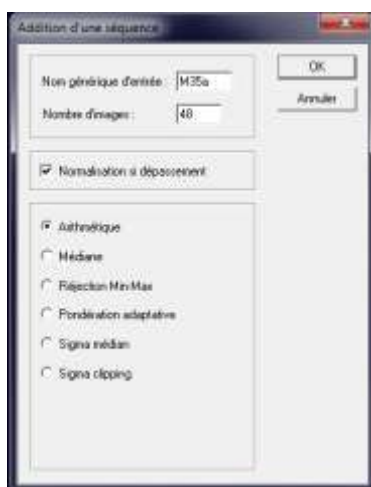 Addition d'une séquence
Nom générique d'entrée : M35a
Nombre d'images : 48
OK
Annuler
Normalisation si dépassement
Arithmétique
Médiane
Réjection Min-Max
Pondération adaptative
Sigma médian
Sigma clipping